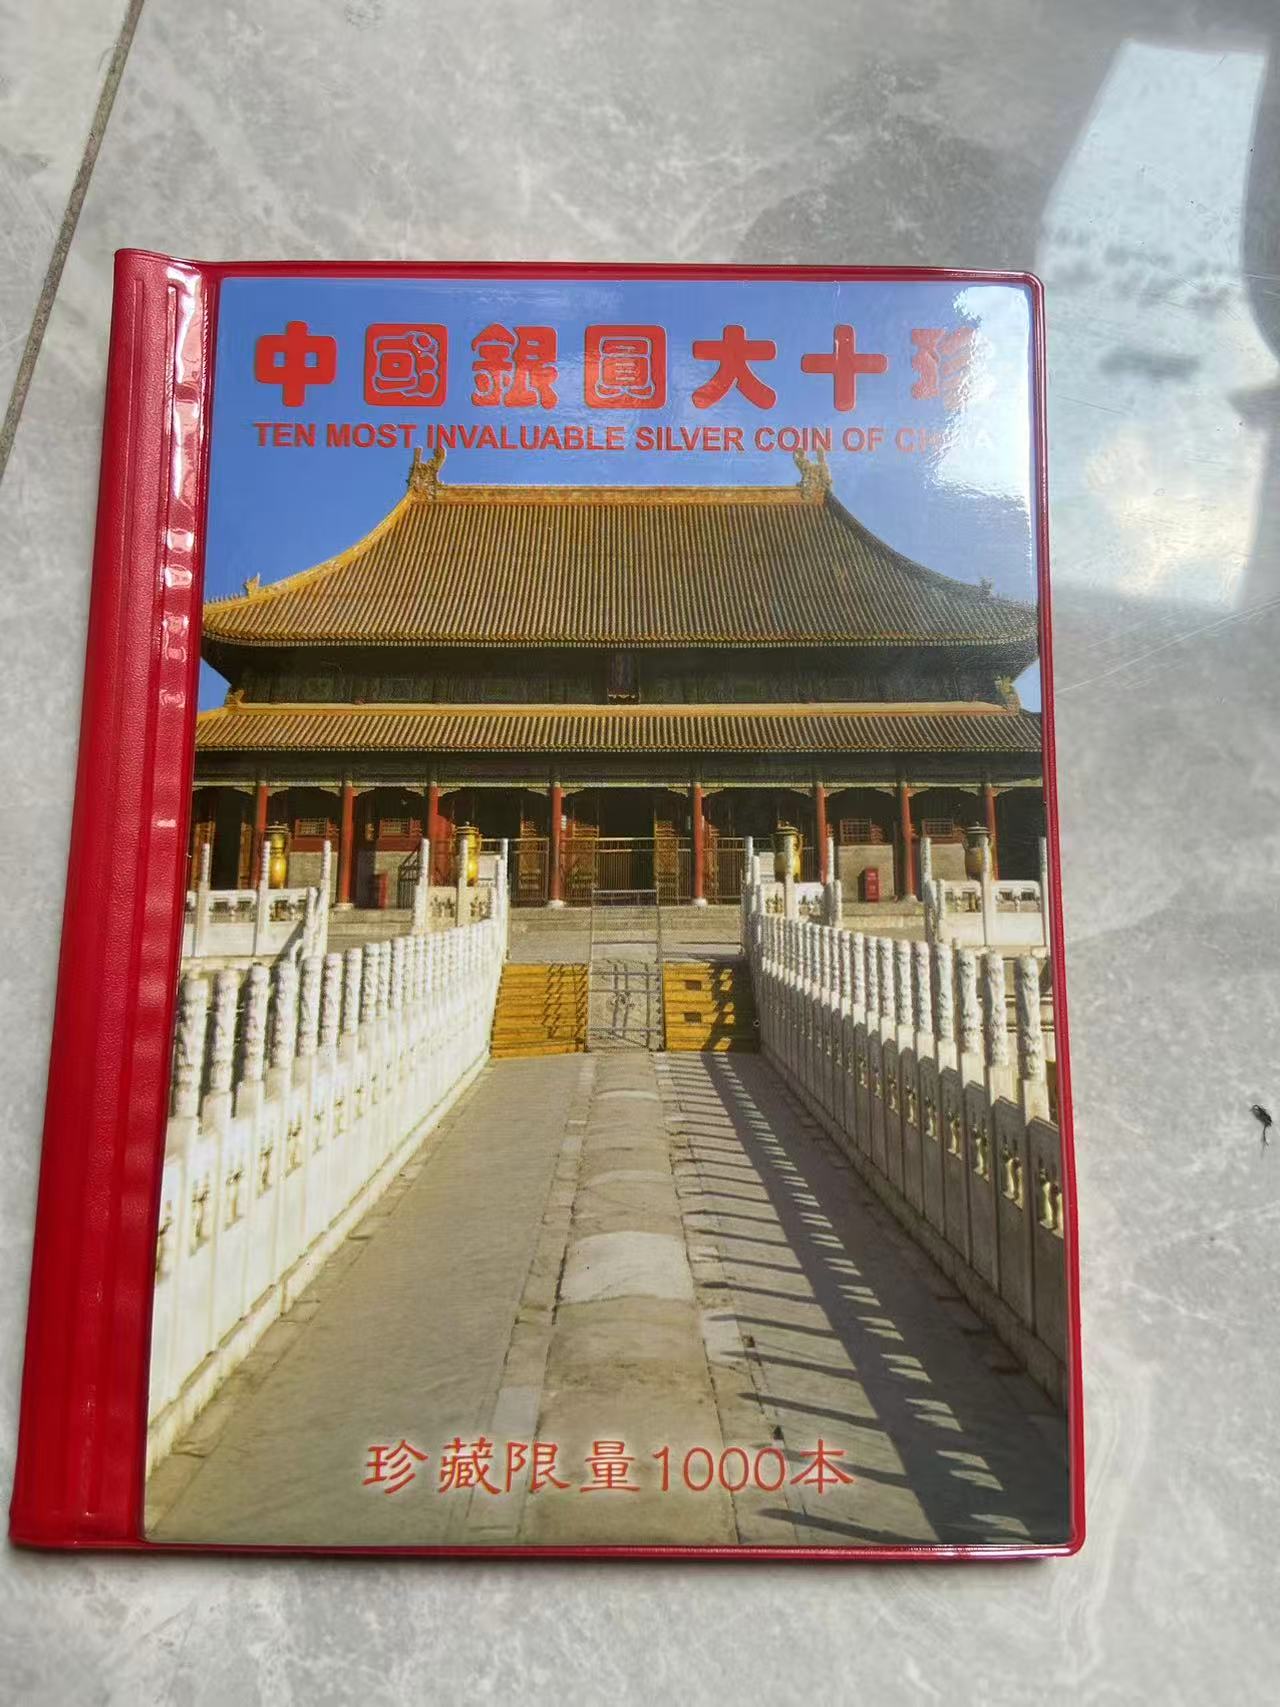 中國銀圓大十珍
TEN MOST INVALUABLE SILVER COIN OF CHINA
珍藏限量1000本